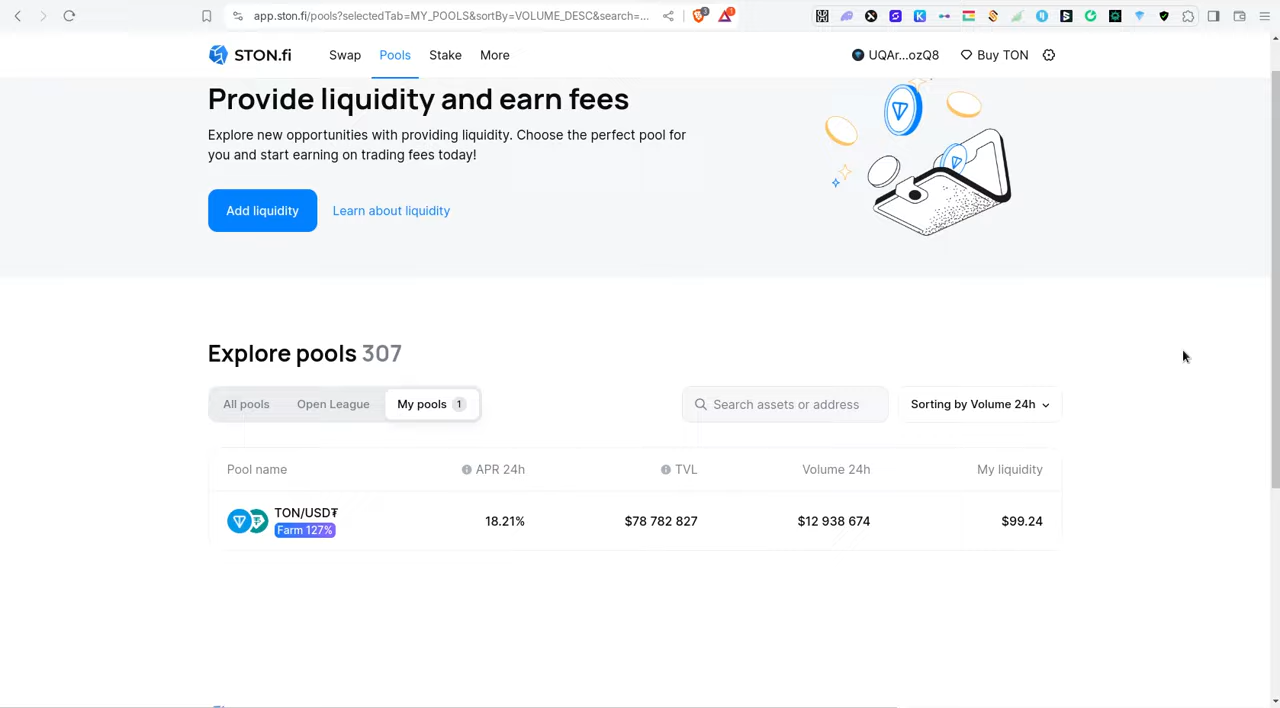 app.ston.fi/pools?selectedTab=MY_POOLS&sortBy=VOLUME_DESC&search=...
3
1
STON.fi
Swap
Pools
Stake
More
UQAr...ozQ8
Buy TON
Provide liquidity and earn fees
Explore new opportunities with providing liquidity. Choose the perfect pool for
you and start earning on trading fees today!
Add liquidity
Learn about liquidity
Explore pools 307
All pools
Open League
My pools 1
Search assets or address
Sorting by Volume 24h
Pool name
APR 24h
TVL
Volume 24h
My liquidity
TON/USD₮
Farm 127%
18.21%
$78 782 827
$12 938 674
$99.24